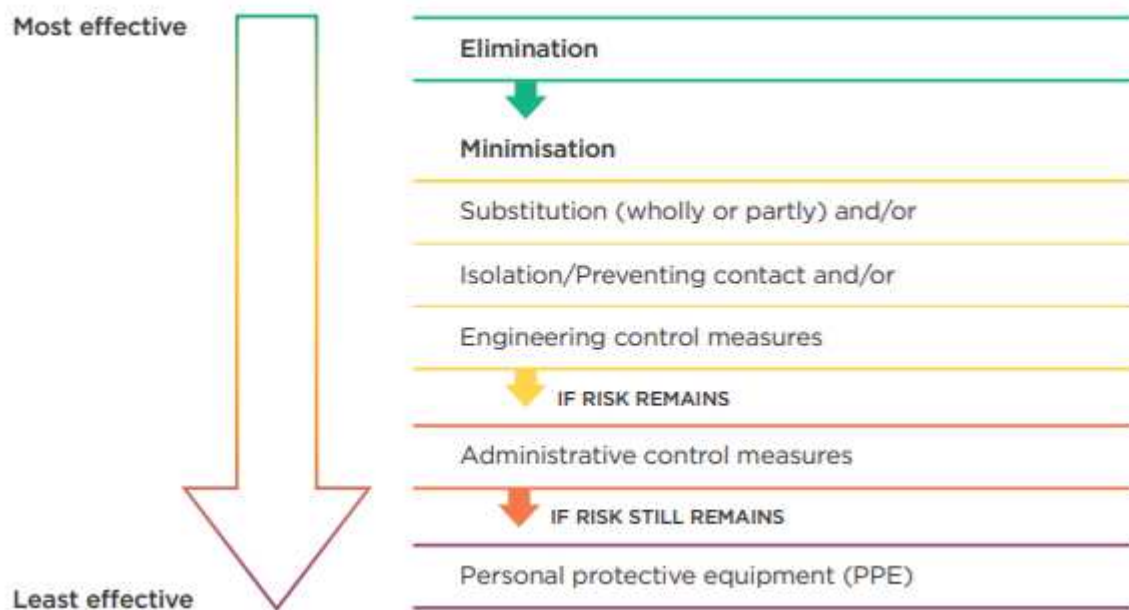 Most effective
Elimination
Minimisation
Substitution (wholly or partly) and/or
Isolation/Preventing contact and/or
Engineering control measures
IF RISK REMAINS
Administrative control measures
IF RISK STILL REMAINS
Personal protective equipment (PPE)
Least effective